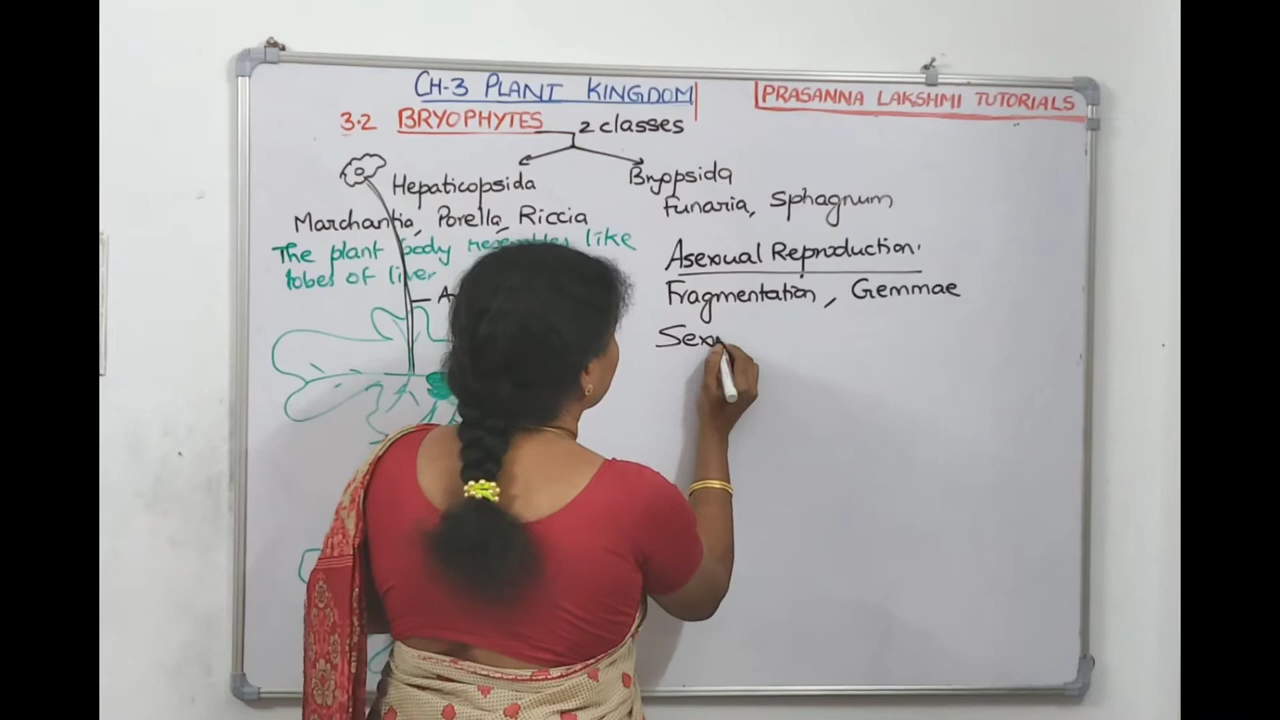 CH-3 PLANT KINGDOM
PRASANNA LAKSHMI TUTORIALS
3.2 BRYOPHYTES
2 classes
Hepaticopsida
Marchantia, Porella, Riccia
The plant body like
lobes of liver
A
Bryopsida
Funaria, Sphagnum
Asexual Reproduction.
Fragmentation, Gemmae
Sex